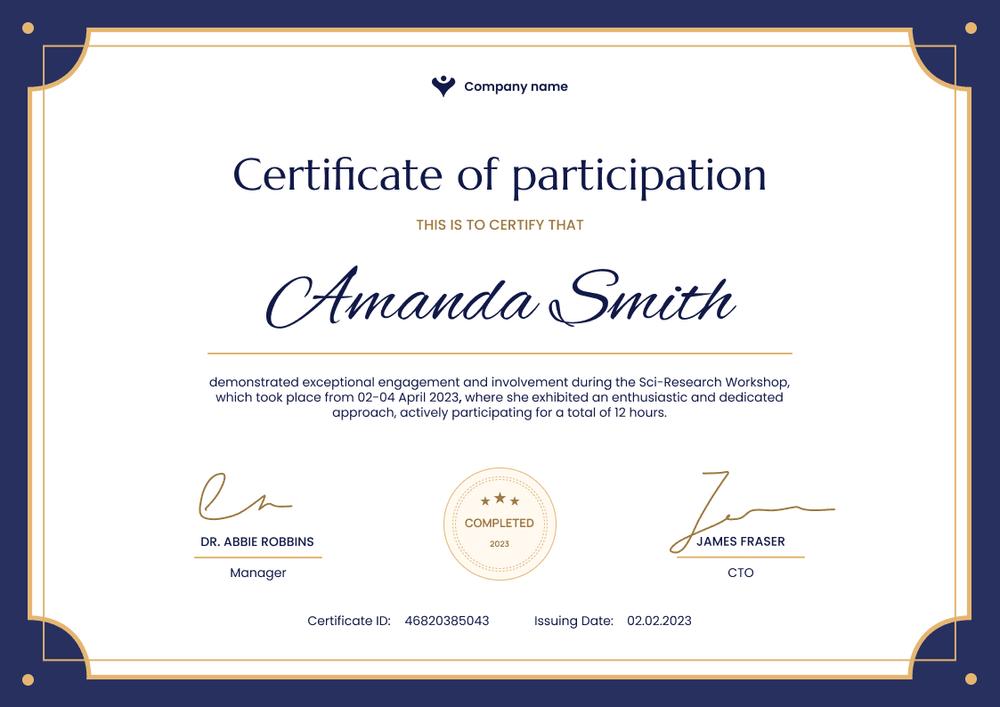 Company name
Certificate of participation
THIS IS TO CERTIFY THAT
Amanda Smith
demonstrated exceptional engagement and involvement during the Sci-Research Workshop,
which took place from 02-04 April 2023, where she exhibited an enthusiastic and dedicated
approach, actively participating for a total of 12 hours.
COMPLETED
2023
DR. ABBIE ROBBINS
Manager
JAMES FRASER
CTO
Certificate ID: 46820385043 Issuing Date: 02.02.2023